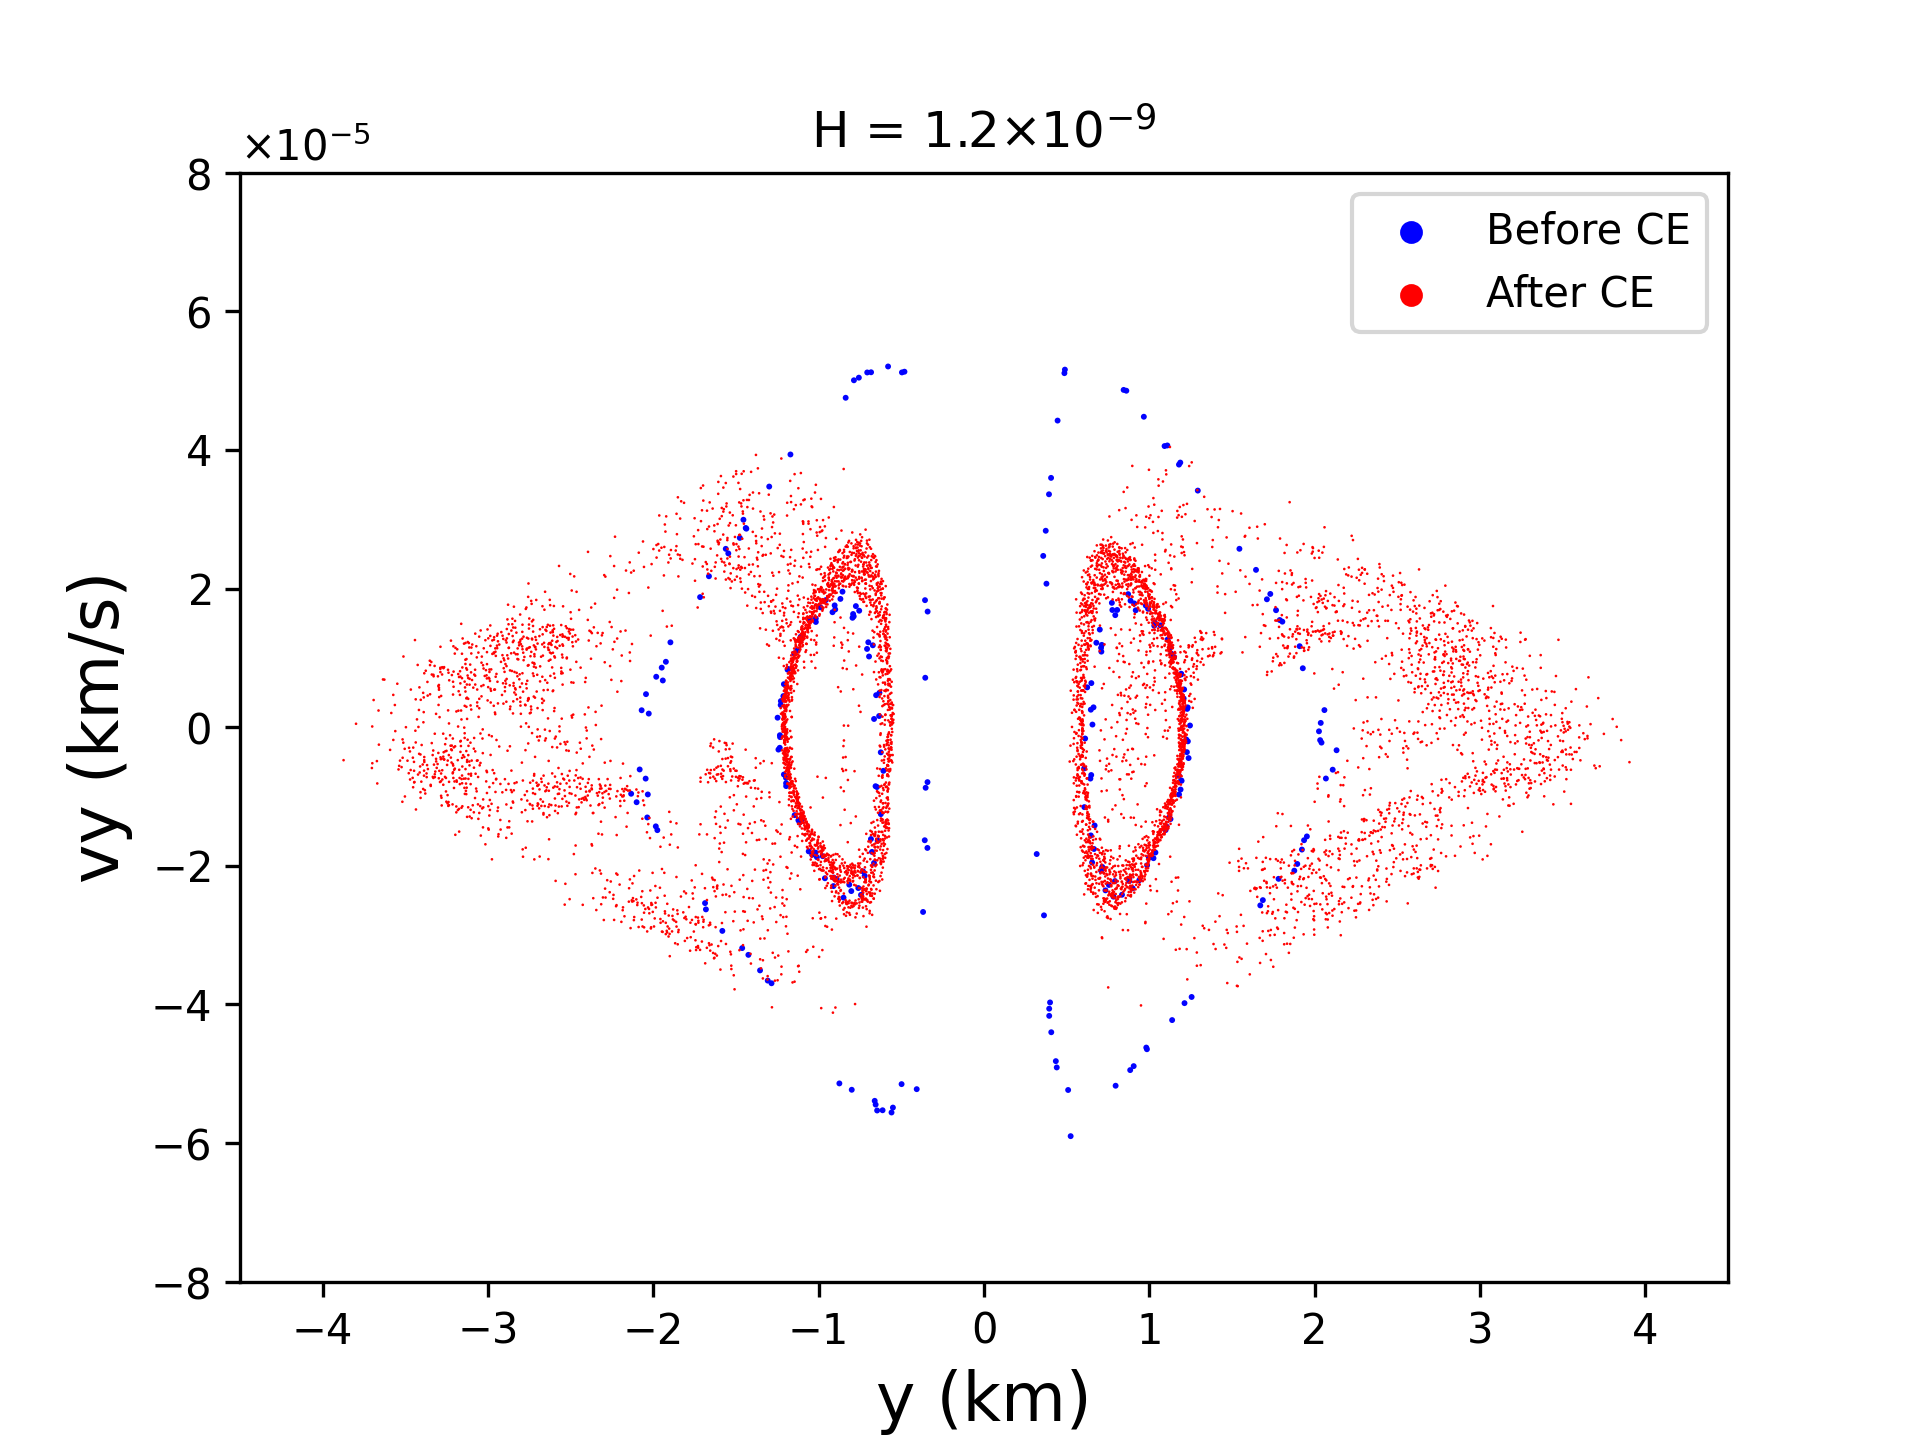 H = 1.2×10⁻⁹
×10⁻⁵
8
6
4
2
0
−2
−4
−6
−8
vy (km/s)
Before CE
After CE
−4 −3 −2 −1 0 1 2 3 4
y (km)